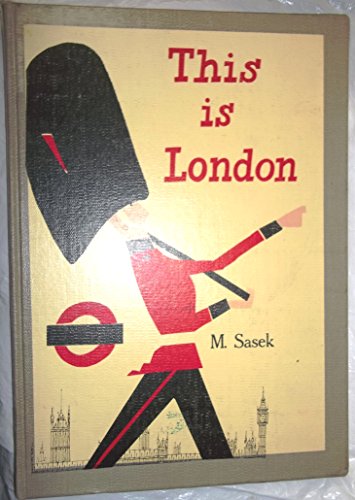 This
is
London
M. Sasek